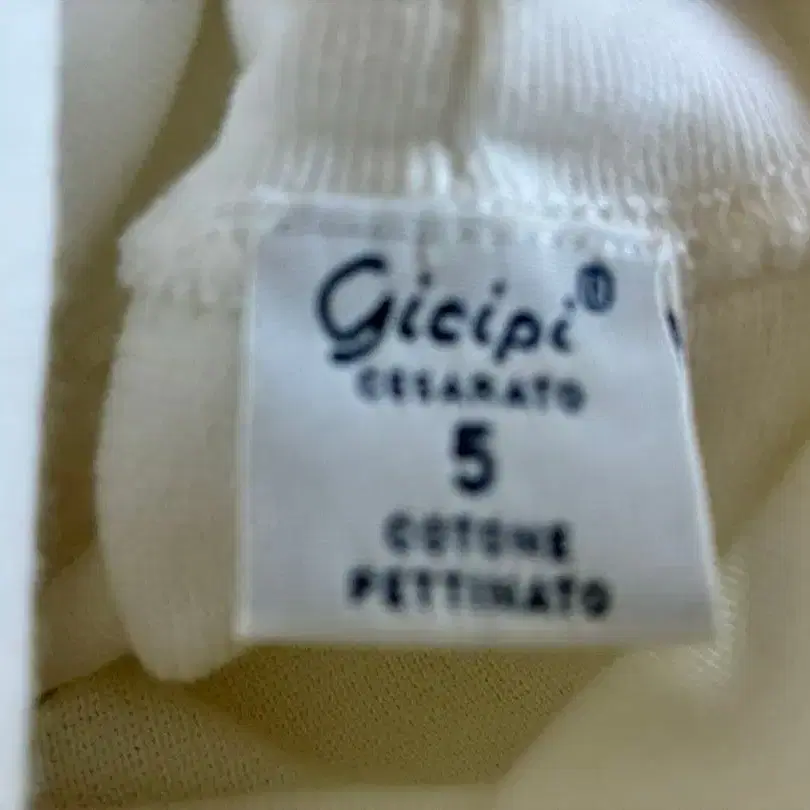 Gicipi®
CESARATO
5
COTONE
PETTINATO